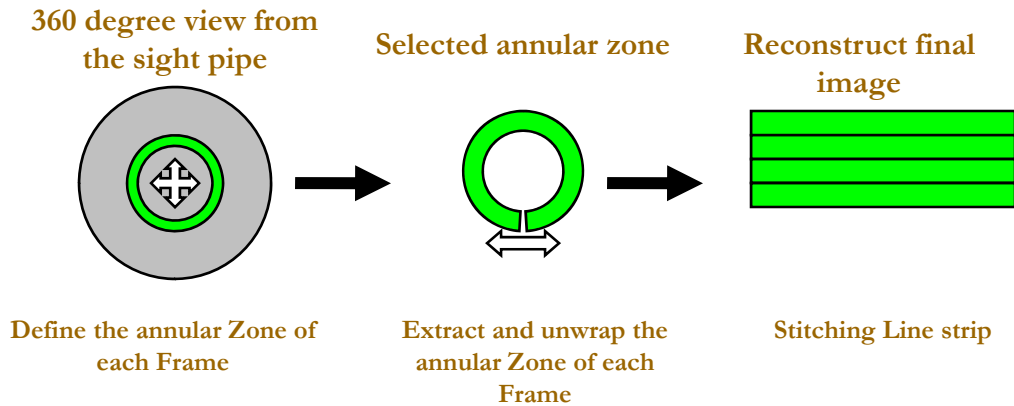 360 degree view from
the sight pipe
Selected annular zone
Reconstruct final
image
Define the annular Zone of
each Frame
Extract and unwrap the
annular Zone of each
Frame
Stitching Line strip